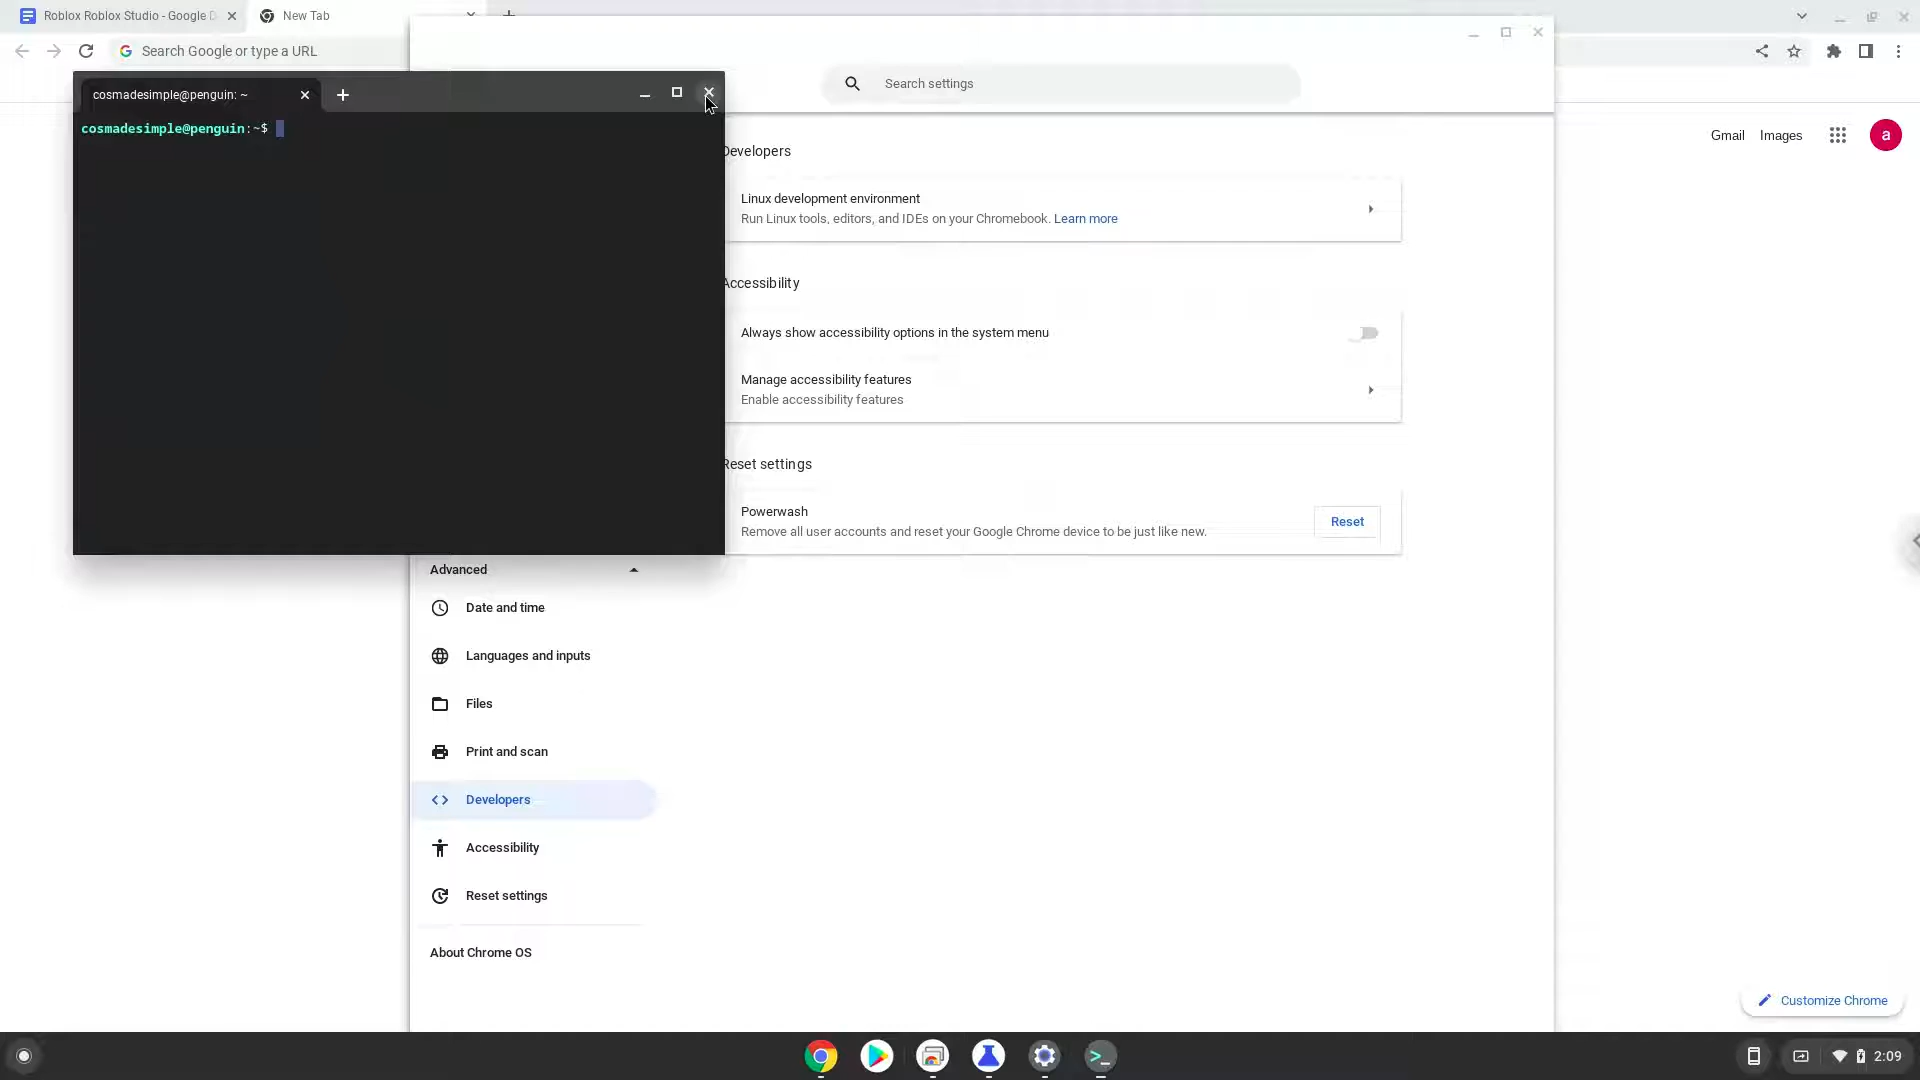 Roblox Roblox Studio - Google D
New Tab
Search Google or type a URL
Search settings
cosmadesimple@penguin: ~
cosmadesimple@penguin:~$
Gmail
Images
a
Developers
Linux development environment
Run Linux tools, editors, and IDEs on your Chromebook. Learn more
Accessibility
Always show accessibility options in the system menu
Manage accessibility features
Enable accessibility features
Reset settings
Powerwash
Remove all user accounts and reset your Google Chrome device to be just like new.
Reset
Advanced
Date and time
Languages and inputs
Files
Print and scan
Developers
Accessibility
Reset settings
About Chrome OS
Customize Chrome
2:09